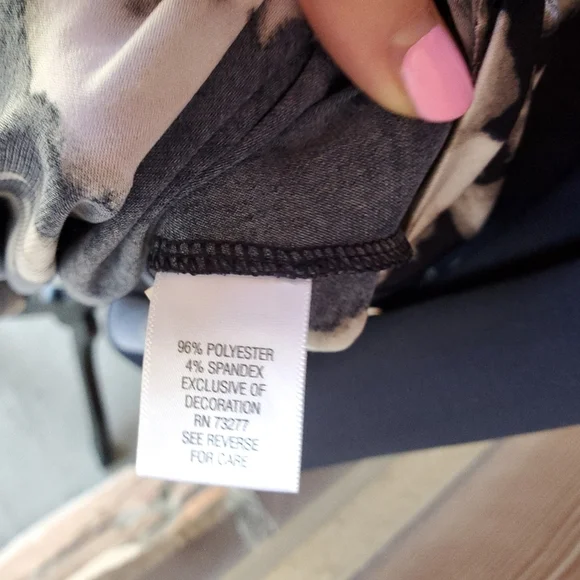 96% POLYESTER
4% SPANDEX
EXCLUSIVE OF
DECORATION
RN 73277
SEE REVERSE
FOR CARE